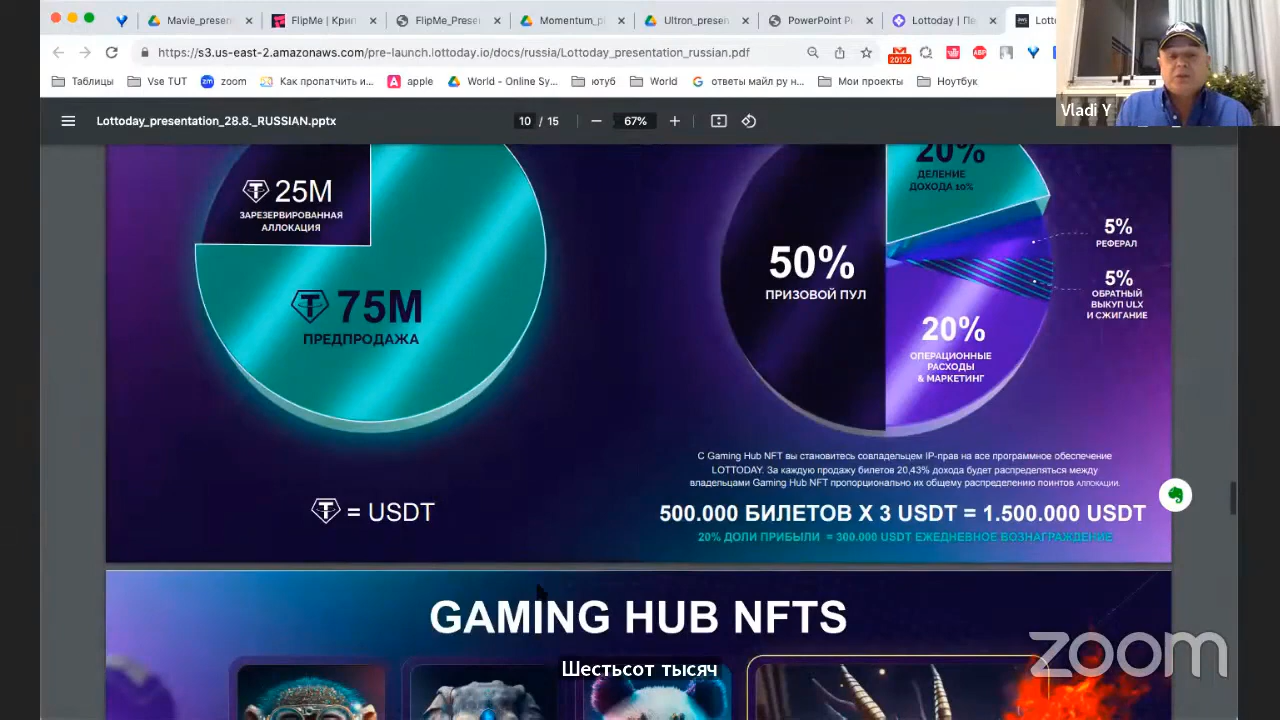 Mavie_presen
FlipMe | Крип
FlipMe_Prese
Momentum_p
Ultron_presen
PowerPoint P
Lottoday | Пе
Lotto
https://s3.us-east-2.amazonaws.com/pre-launch.lottoday.io/docs/russia/Lottoday_presentation_russian.pdf
20124
ABP
Таблицы
Vse TUT
zm
zoom
Как пропатчить и...
apple
Word - Online Sy...
ютуб
World
ответы майл ру н...
Мои проекты
Ноутбук
Vladi Y
Lottoday_presentation_28.8._RUSSIAN.pptx
10 / 15
67%
25M
ЗАРЕЗЕРВИРОВАННАЯ
АЛЛОКАЦИЯ
75M
ПРЕДПРОДАЖА
= USDT
20%
ДЕЛЕНИЕ
ДОХОДА 10%
50%
ПРИЗОВОЙ ПУЛ
5%
РЕФЕРАЛ
5%
ОБРАТНЫЙ
ВЫКУП ULX
И СЖИГАНИЕ
20%
ОПЕРАЦИОННЫЕ
РАСХОДЫ
& МАРКЕТИНГ
С Gaming Hub NFT вы становитесь совладельцем IP-прав на все программное обеспечение
LOTTODAY. За каждую продажу билетов 20,43% дохода будет распределяться между
владельцами Gaming Hub NFT пропорционально их общему распределению поинтов АЛЛОКАЦИИ.
500.000 БИЛЕТОВ X 3 USDT = 1.500.000 USDT
20% ДОЛИ ПРИБЫЛИ = 300.000 USDT ЕЖЕДНЕВНОЕ ВОЗНАГРАЖДЕНИЕ
GAMING HUB NFTS
Шестьсот тысяч
zoom